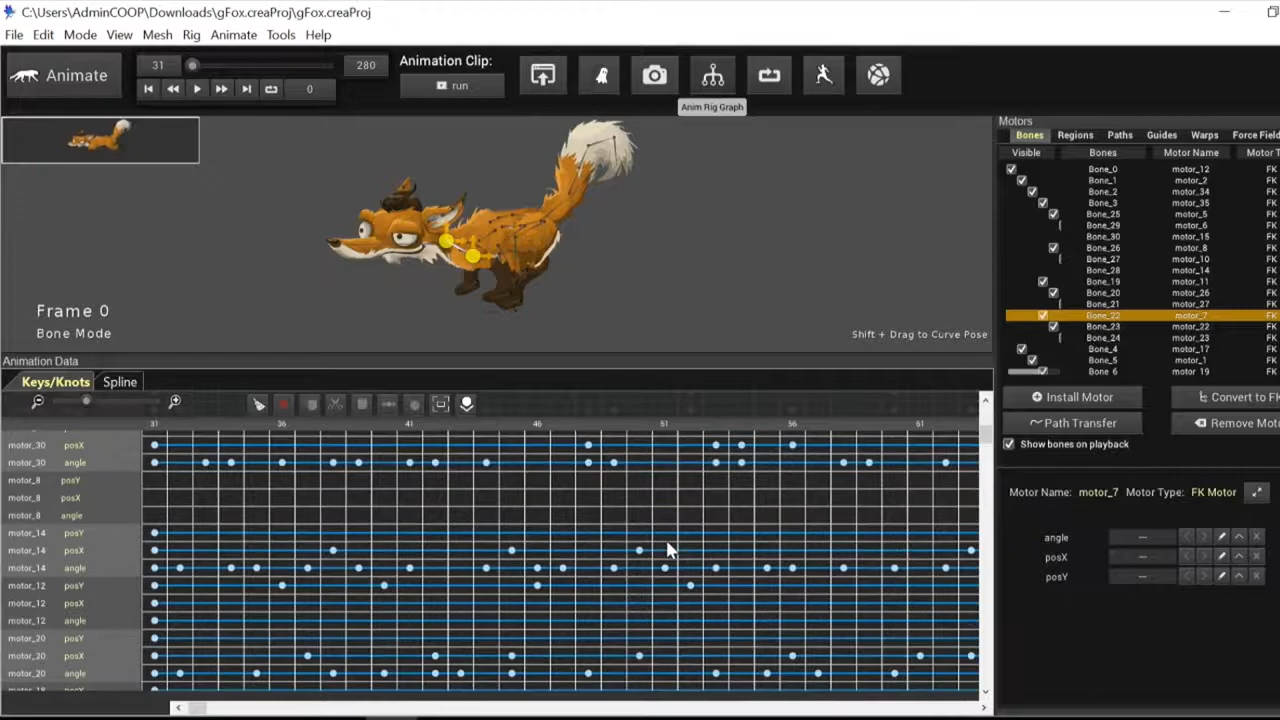 C:\Users\AdminCOOP\Downloads\gFox.creaProj\gFox.creaProj
File Edit Mode View Mesh Rig Animate Tools Help
Animate
31
280
0
Animation Clip:
run
Anim Rig Graph
Frame 0
Bone Mode
Shift + Drag to Curve Pose
Motors
Bones Regions Paths Guides Warps Force Field
Visible Bones Motor Name Motor T
Bone_0 motor_12 FK
Bone_1 motor_2 FK
Bone_2 motor_34 FK
Bone_3 motor_35 FK
Bone_25 motor_5 FK
Bone_29 motor_6 FK
Bone_30 motor_15 FK
Bone_26 motor_8 FK
Bone_27 motor_10 FK
Bone_28 motor_14 FK
Bone_19 motor_11 FK
Bone_20 motor_26 FK
Bone_21 motor_27 FK
Bone_22 motor_7 FK
Bone_23 motor_22 FK
Bone_24 motor_23 FK
Bone_4 motor_17 FK
Bone_5 motor_1 FK
Bone 6 motor 19 FK
Install Motor
Convert to FK
Path Transfer
Remove Mot
Show bones on playback
Motor Name: motor_7 Motor Type: FK Motor
angle
posX
posY
Animation Data
Keys/Knots Spline
31 36 41 46 51 56 61
motor_30 posX
motor_30 angle
motor_8 posY
motor_8 posX
motor_8 angle
motor_14 posY
motor_14 posX
motor_14 angle
motor_12 posY
motor_12 posX
motor_12 angle
motor_20 posY
motor_20 posX
motor_20 angle